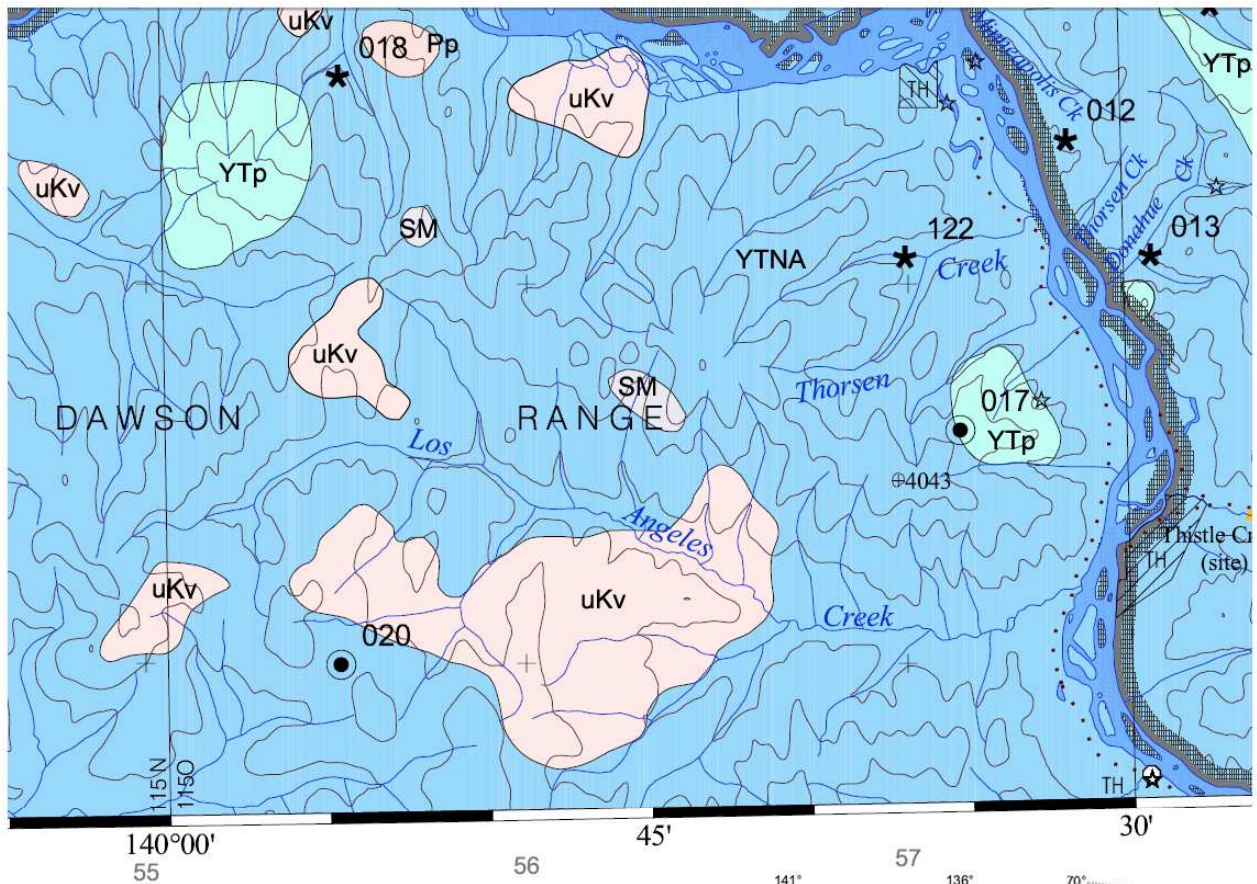 uKv
018
Pp
uKv
YTp
TH
Minneapolis Ck
012
YTp
uKv
SM
YTNA
122
Creek
Thorsen Ck
Donahue Ck
013
uKv
SM
Thorsen
017
YTp
DAWSON RANGE
Los
Angeles
Creek
4043
Thistle Cr
(site)
TH
uKv
uKv
020
115 N
115O
TH
140°00'
45'
30'
55
56
57
141°
136°
70°